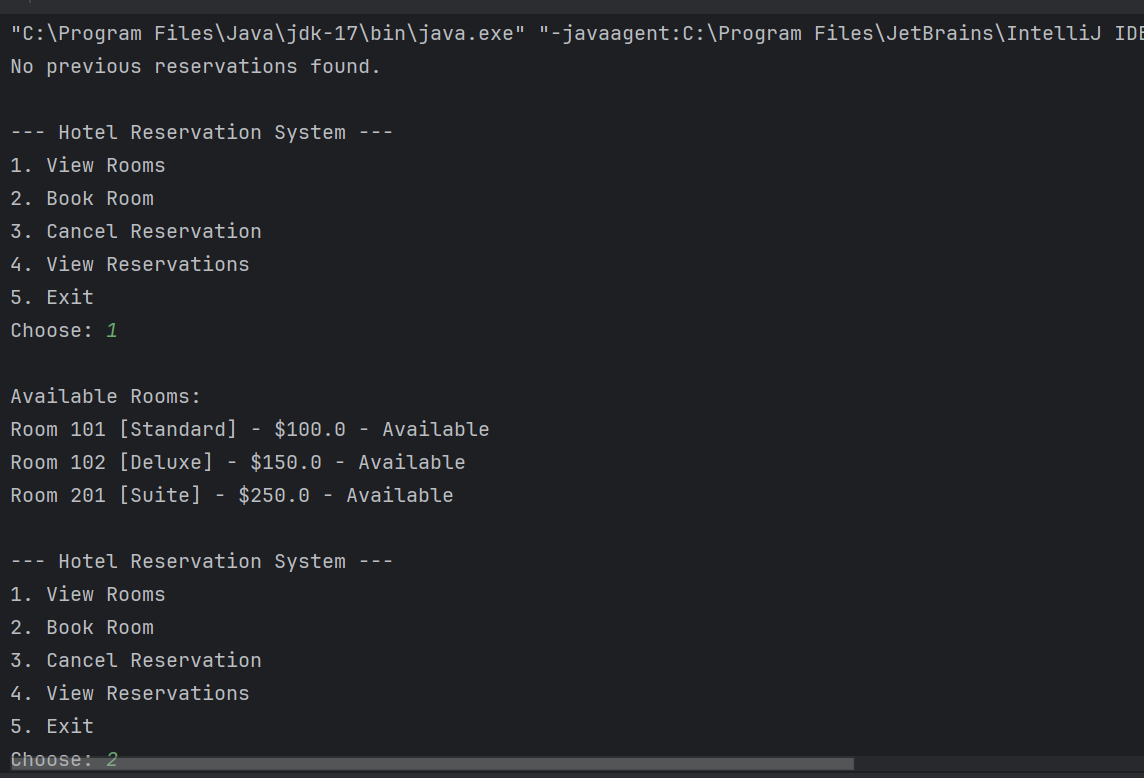 "C:\Program Files\Java\jdk-17\bin\java.exe" "-javaagent:C:\Program Files\JetBrains\IntelliJ IDE
No previous reservations found.

--- Hotel Reservation System ---
1. View Rooms
2. Book Room
3. Cancel Reservation
4. View Reservations
5. Exit
Choose: 1

Available Rooms:
Room 101 [Standard] - $100.0 - Available
Room 102 [Deluxe] - $150.0 - Available
Room 201 [Suite] - $250.0 - Available

--- Hotel Reservation System ---
1. View Rooms
2. Book Room
3. Cancel Reservation
4. View Reservations
5. Exit
Choose: 2